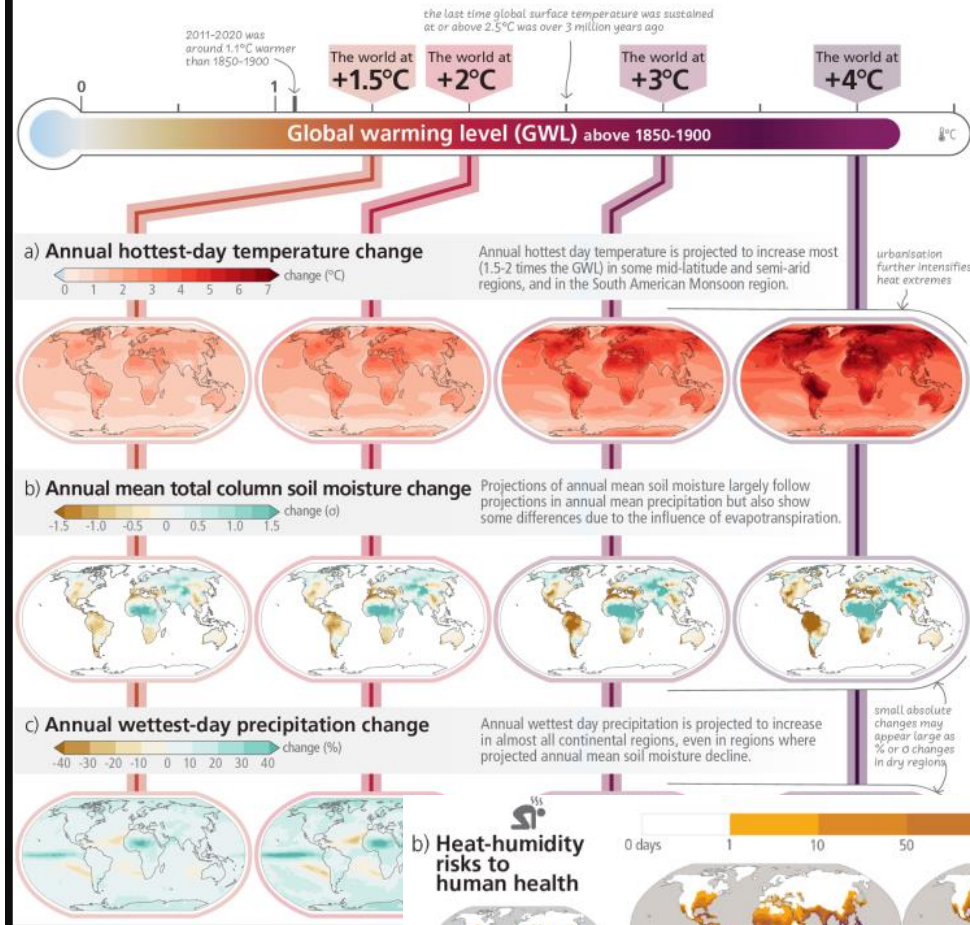 the last time global surface temperature was sustained
at or above 2.5°C was over 3 million years ago
2011-2020 was
around 1.1°C warmer
than 1850-1900
The world at
+1.5°C
The world at
+2°C
The world at
+3°C
The world at
+4°C
0
1
Global warming level (GWL) above 1850-1900
°C
a) Annual hottest-day temperature change
change (°C)
0 1 2 3 4 5 6 7
Annual hottest day temperature is projected to increase most
(1.5-2 times the GWL) in some mid-latitude and semi-arid
regions, and in the South American Monsoon region.
urbanisation
further intensifies
heat extremes
b) Annual mean total column soil moisture change
change (σ)
-1.5 -1.0 -0.5 0 0.5 1.0 1.5
Projections of annual mean soil moisture largely follow
projections in annual mean precipitation but also show
some differences due to the influence of evapotranspiration.
c) Annual wettest-day precipitation change
change (%)
-40 -30 -20 -10 0 10 20 30 40
Annual wettest day precipitation is projected to increase
in almost all continental regions, even in regions where
projected annual mean soil moisture decline.
small absolute
changes may
appear large as
% or σ changes
in dry regions
b) Heat-humidity
risks to
human health
0 days 1 10 50